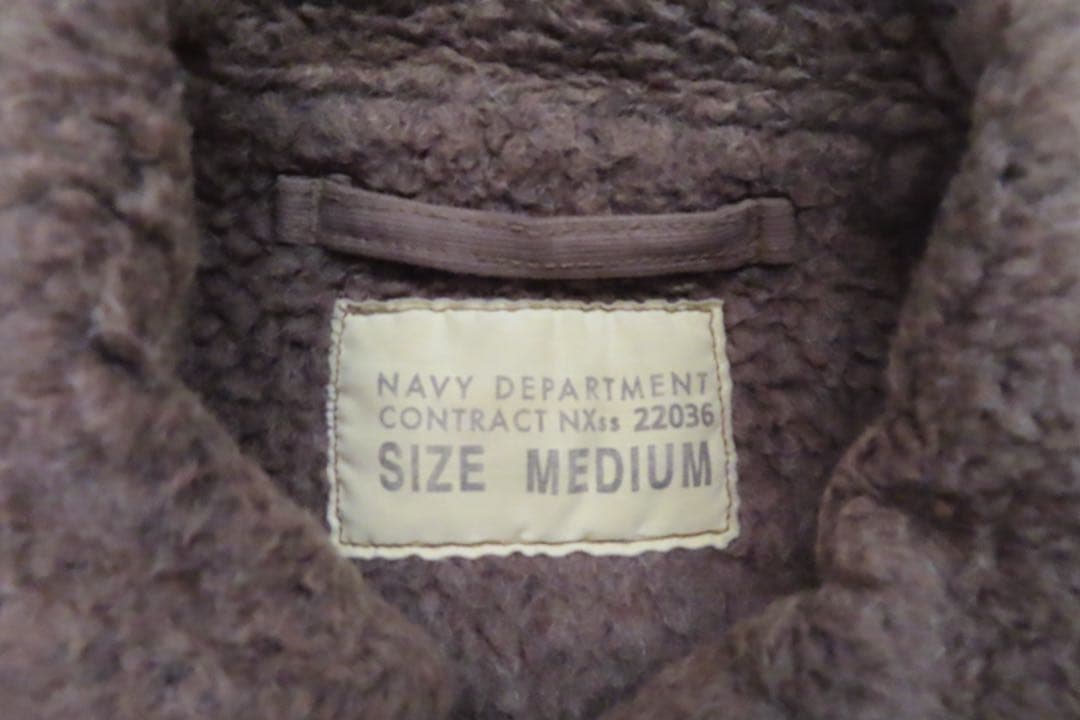 NAVY DEPARTMENT
CONTRACT NXss 22036
SIZE MEDIUM